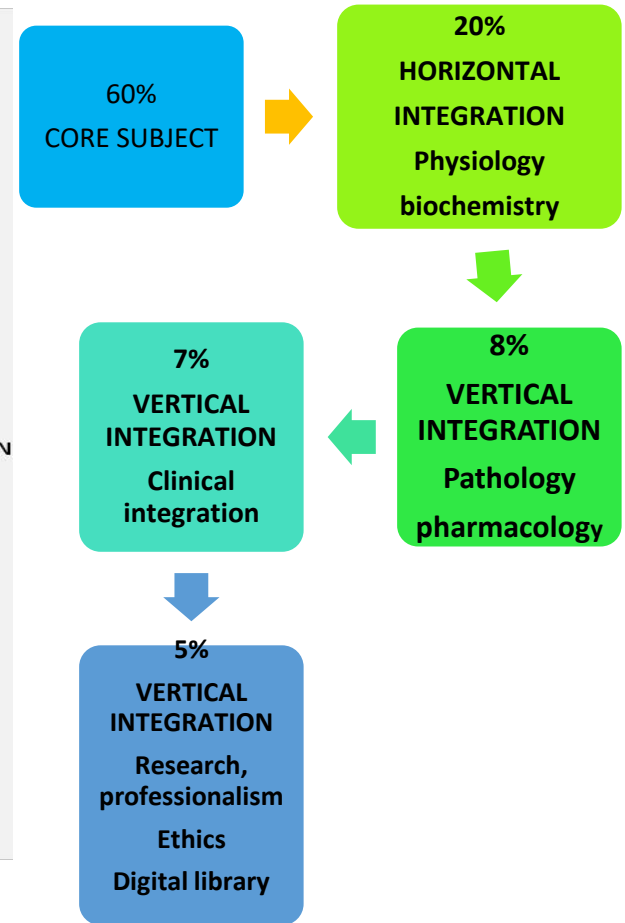 60%
CORE SUBJECT
20%
HORIZONTAL
INTEGRATION
Physiology
biochemistry
8%
VERTICAL
INTEGRATION
Pathology
pharmacology
7%
VERTICAL
INTEGRATION
Clinical
integration
N
5%
VERTICAL
INTEGRATION
Research,
professionalism
Ethics
Digital library